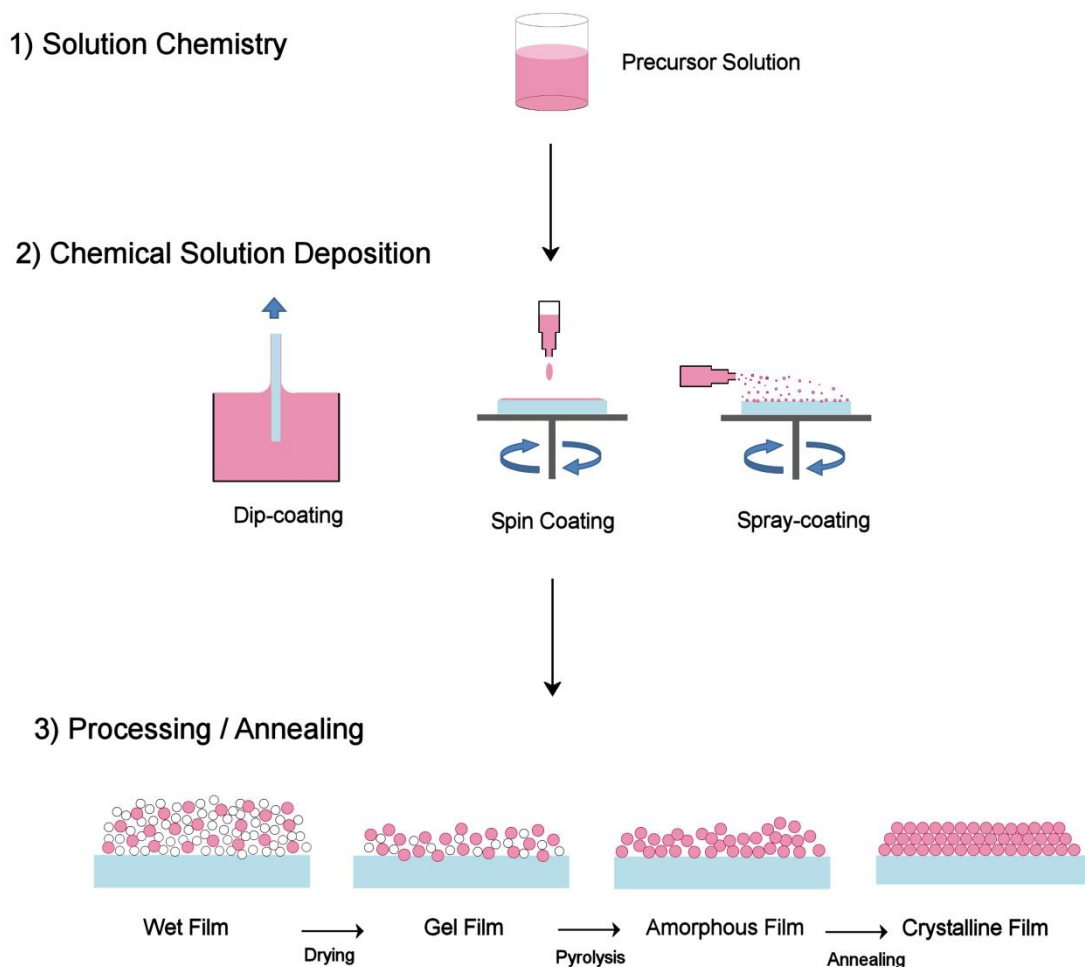 1) Solution Chemistry
Precursor Solution
2) Chemical Solution Deposition
Dip-coating
Spin Coating
Spray-coating
3) Processing / Annealing
Wet Film
Drying
Gel Film
Pyrolysis
Amorphous Film
Annealing
Crystalline Film